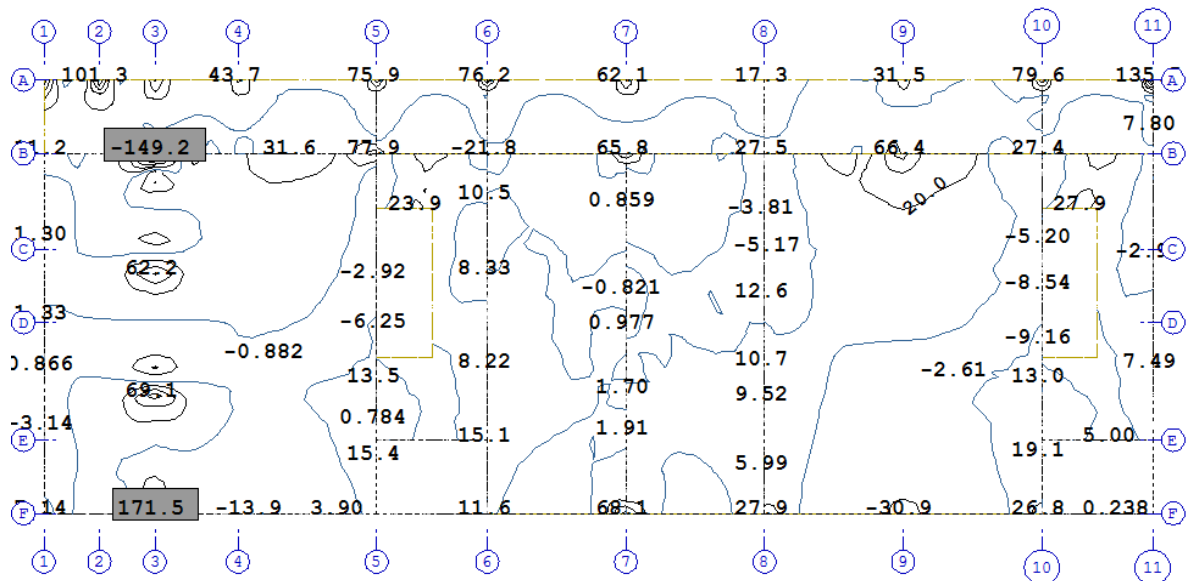 1 2 3 4 5 6 7 8 9 10 11
A 101.3 43.7 75.9 76.2 62.1 17.3 31.5 79.6 135. A
7.80
B 1.2 -149.2 31.6 77.9 -21.8 65.8 27.5 66.4 27.4 B
23.9 10.5 0.859 -3.81 20.0 27.9
C 1.30 -5.17 -5.20 -2.9 C
62.2 -2.92 8.33 -0.821 12.6 -8.54
D 1.33 -6.25 0.977 -9.16 D
0.866 -0.882 8.22 10.7 -2.61 7.49
69.1 13.5 1.70 9.52 13.0
E -3.14 0.784 15.1 1.91 5.00 E
15.4 5.99 19.1
F 14 171.5 -13.9 3.90 11.6 68.1 27.9 -30.9 26.8 0.238 F
1 2 3 4 5 6 7 8 9 10 11